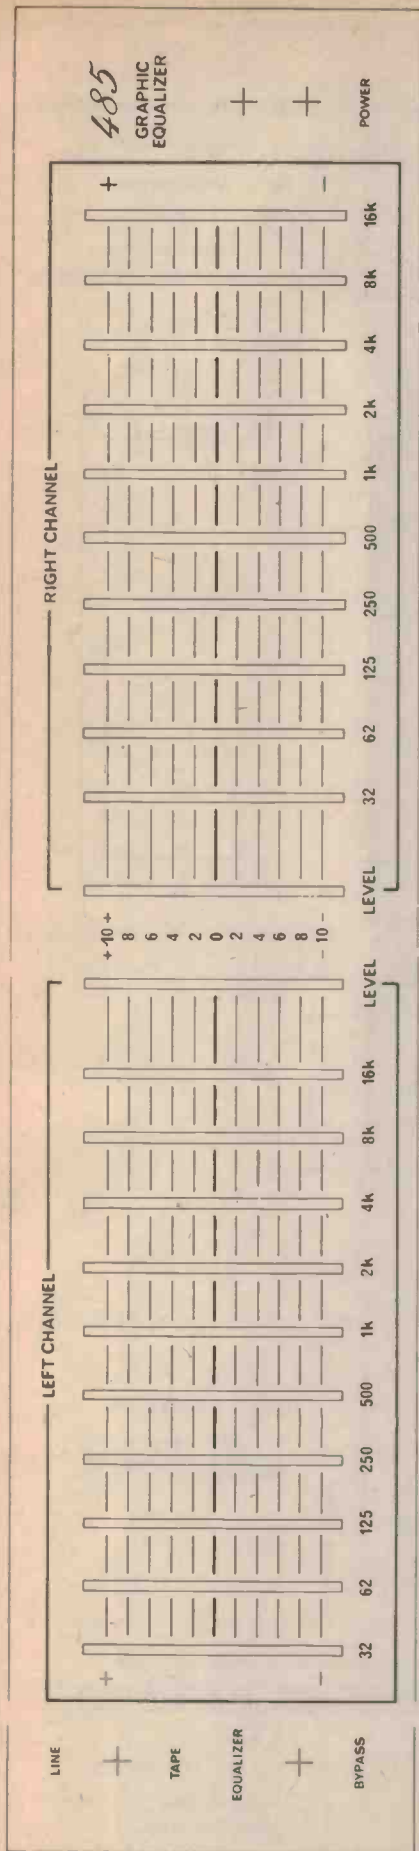 LINE
TAPE
EQUALIZER
BYPASS
LEFT CHANNEL
+
-
32 62 125 250 500 1k 2k 4k 8k 16k LEVEL
+ 10 +
8
6
4
2
0
2
4
6
8
- 10 -
RIGHT CHANNEL
+
-
LEVEL 32 62 125 250 500 1k 2k 4k 8k 16k
485
GRAPHIC
EQUALIZER
POWER